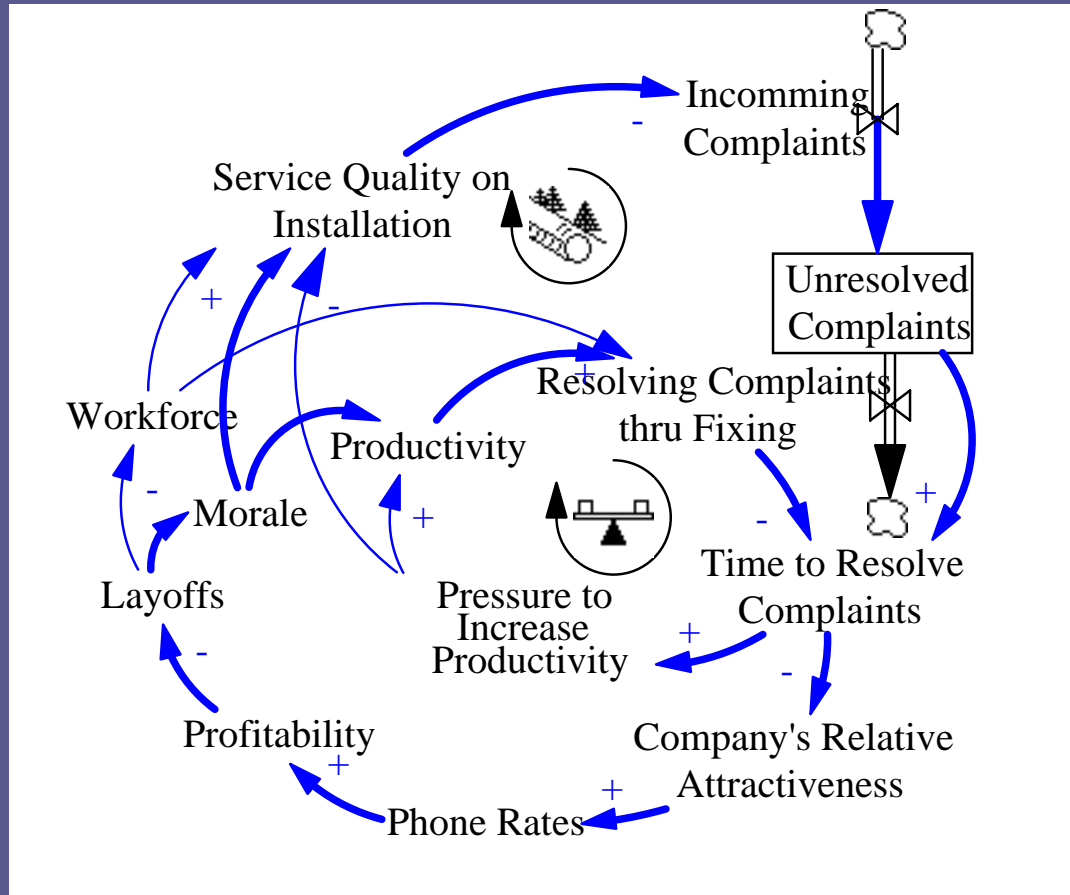 Incomming
Complaints
-
Service Quality on
Installation
Unresolved
Complaints
+
-
+
Resolving Complaints
thru Fixing
Workforce
Productivity
-
Morale
+
-
+
Time to Resolve
Complaints
Layoffs
Pressure to
Increase
Productivity
+
-
-
Profitability
Company's Relative
Attractiveness
+
+
Phone Rates